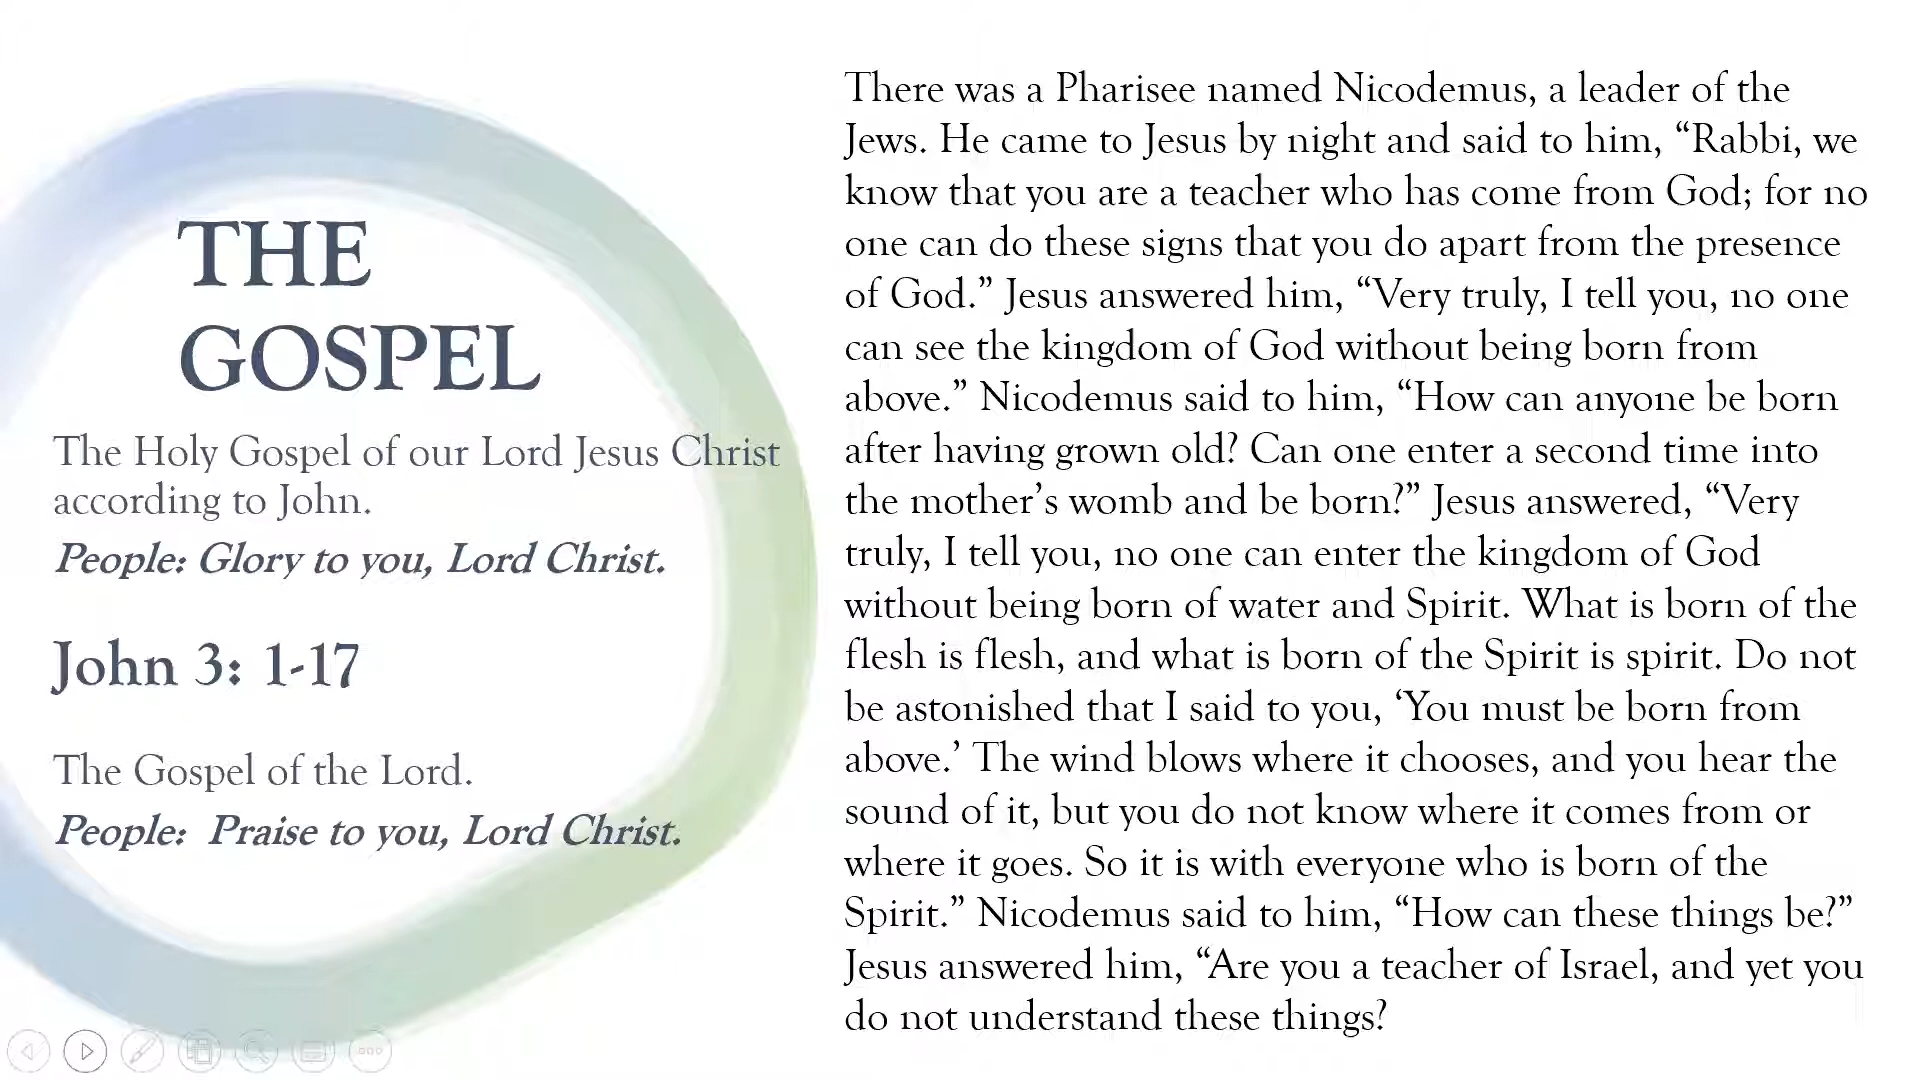 THE
GOSPEL
The Holy Gospel of our Lord Jesus Christ
according to John.
People: Glory to you, Lord Christ.
John 3: 1-17
The Gospel of the Lord.
People:  Praise to you, Lord Christ.
There was a Pharisee named Nicodemus, a leader of the
Jews. He came to Jesus by night and said to him, “Rabbi, we
know that you are a teacher who has come from God; for no
one can do these signs that you do apart from the presence
of God.” Jesus answered him, “Very truly, I tell you, no one
can see the kingdom of God without being born from
above.” Nicodemus said to him, “How can anyone be born
after having grown old? Can one enter a second time into
the mother’s womb and be born?” Jesus answered, “Very
truly, I tell you, no one can enter the kingdom of God
without being born of water and Spirit. What is born of the
flesh is flesh, and what is born of the Spirit is spirit. Do not
be astonished that I said to you, ‘You must be born from
above.’ The wind blows where it chooses, and you hear the
sound of it, but you do not know where it comes from or
where it goes. So it is with everyone who is born of the
Spirit.” Nicodemus said to him, “How can these things be?”
Jesus answered him, “Are you a teacher of Israel, and yet you
do not understand these things?